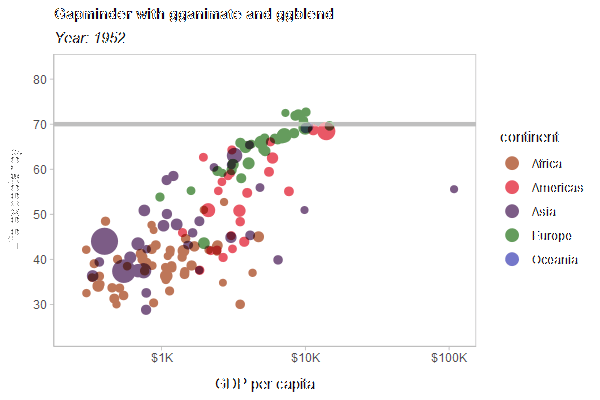 Gapminder with gganimate and ggblend
Year: 1952
80
70
60
50
40
30
$1K
$10K
$100K
GDP per capita
continent
Africa
Americas
Asia
Europe
Oceania